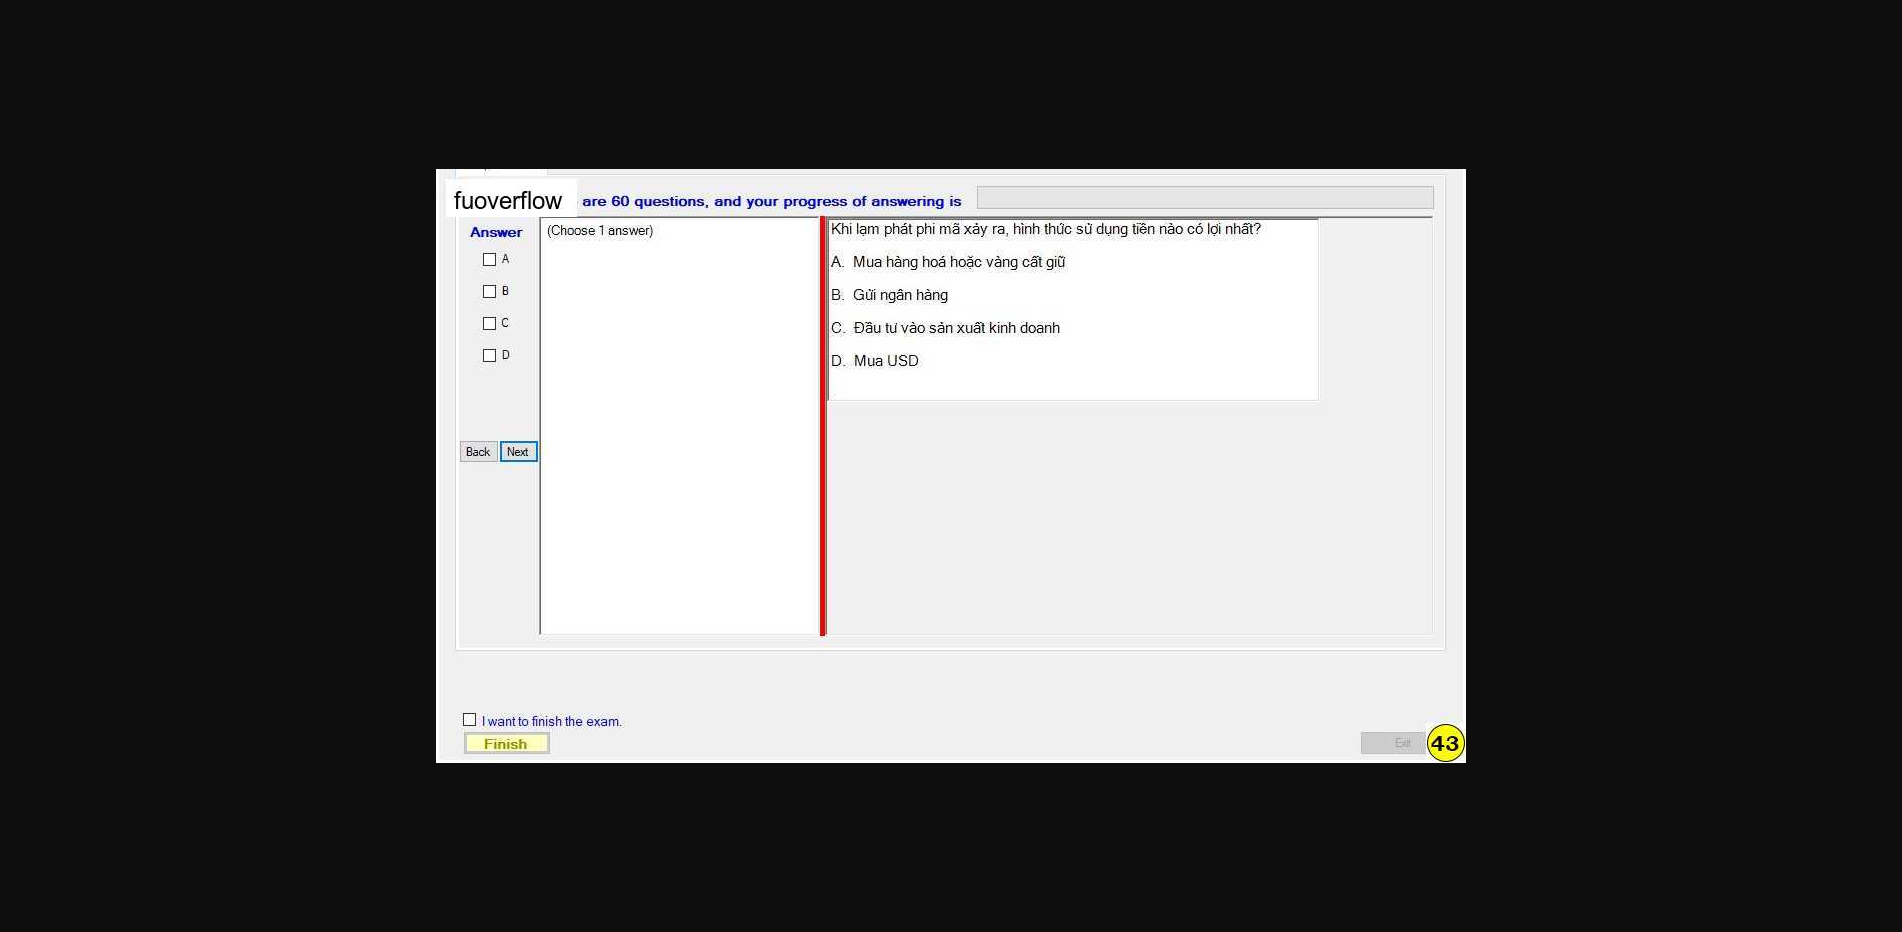 fuoverflow are 60 questions, and your progress of answering is
Answer
(Choose 1 answer)
A
B
C
D
Back Next
Khi lạm phát phi mã xảy ra, hình thức sử dụng tiền nào có lợi nhất?
A. Mua hàng hoá hoặc vàng cất giữ
B. Gửi ngân hàng
C. Đầu tư vào sản xuất kinh doanh
D. Mua USD
I want to finish the exam.
Finish
Exit
43